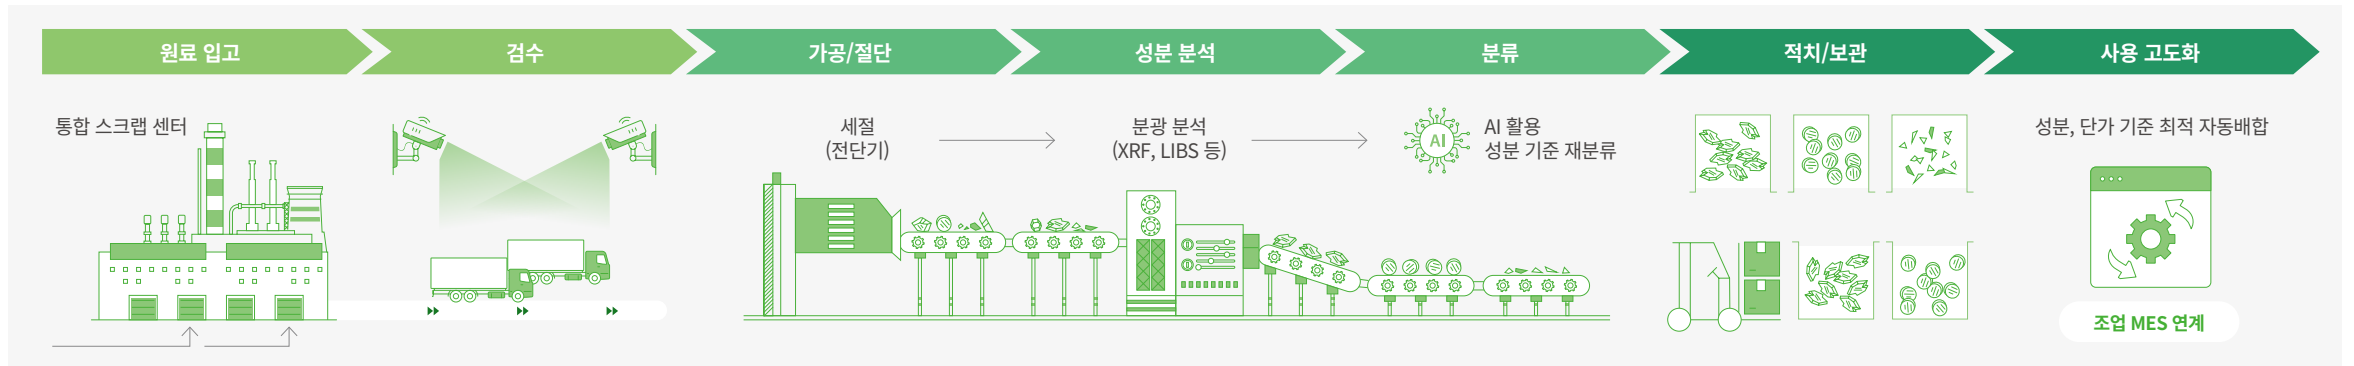 원료 입고
검수
가공/절단
성분 분석
분류
적치/보관
사용 고도화
통합 스크랩 센터
세절
(전단기)
분광 분석
(XRF, LIBS 등)
AI
AI 활용
성분 기준 재분류
성분, 단가 기준 최적 자동배합
조업 MES 연계